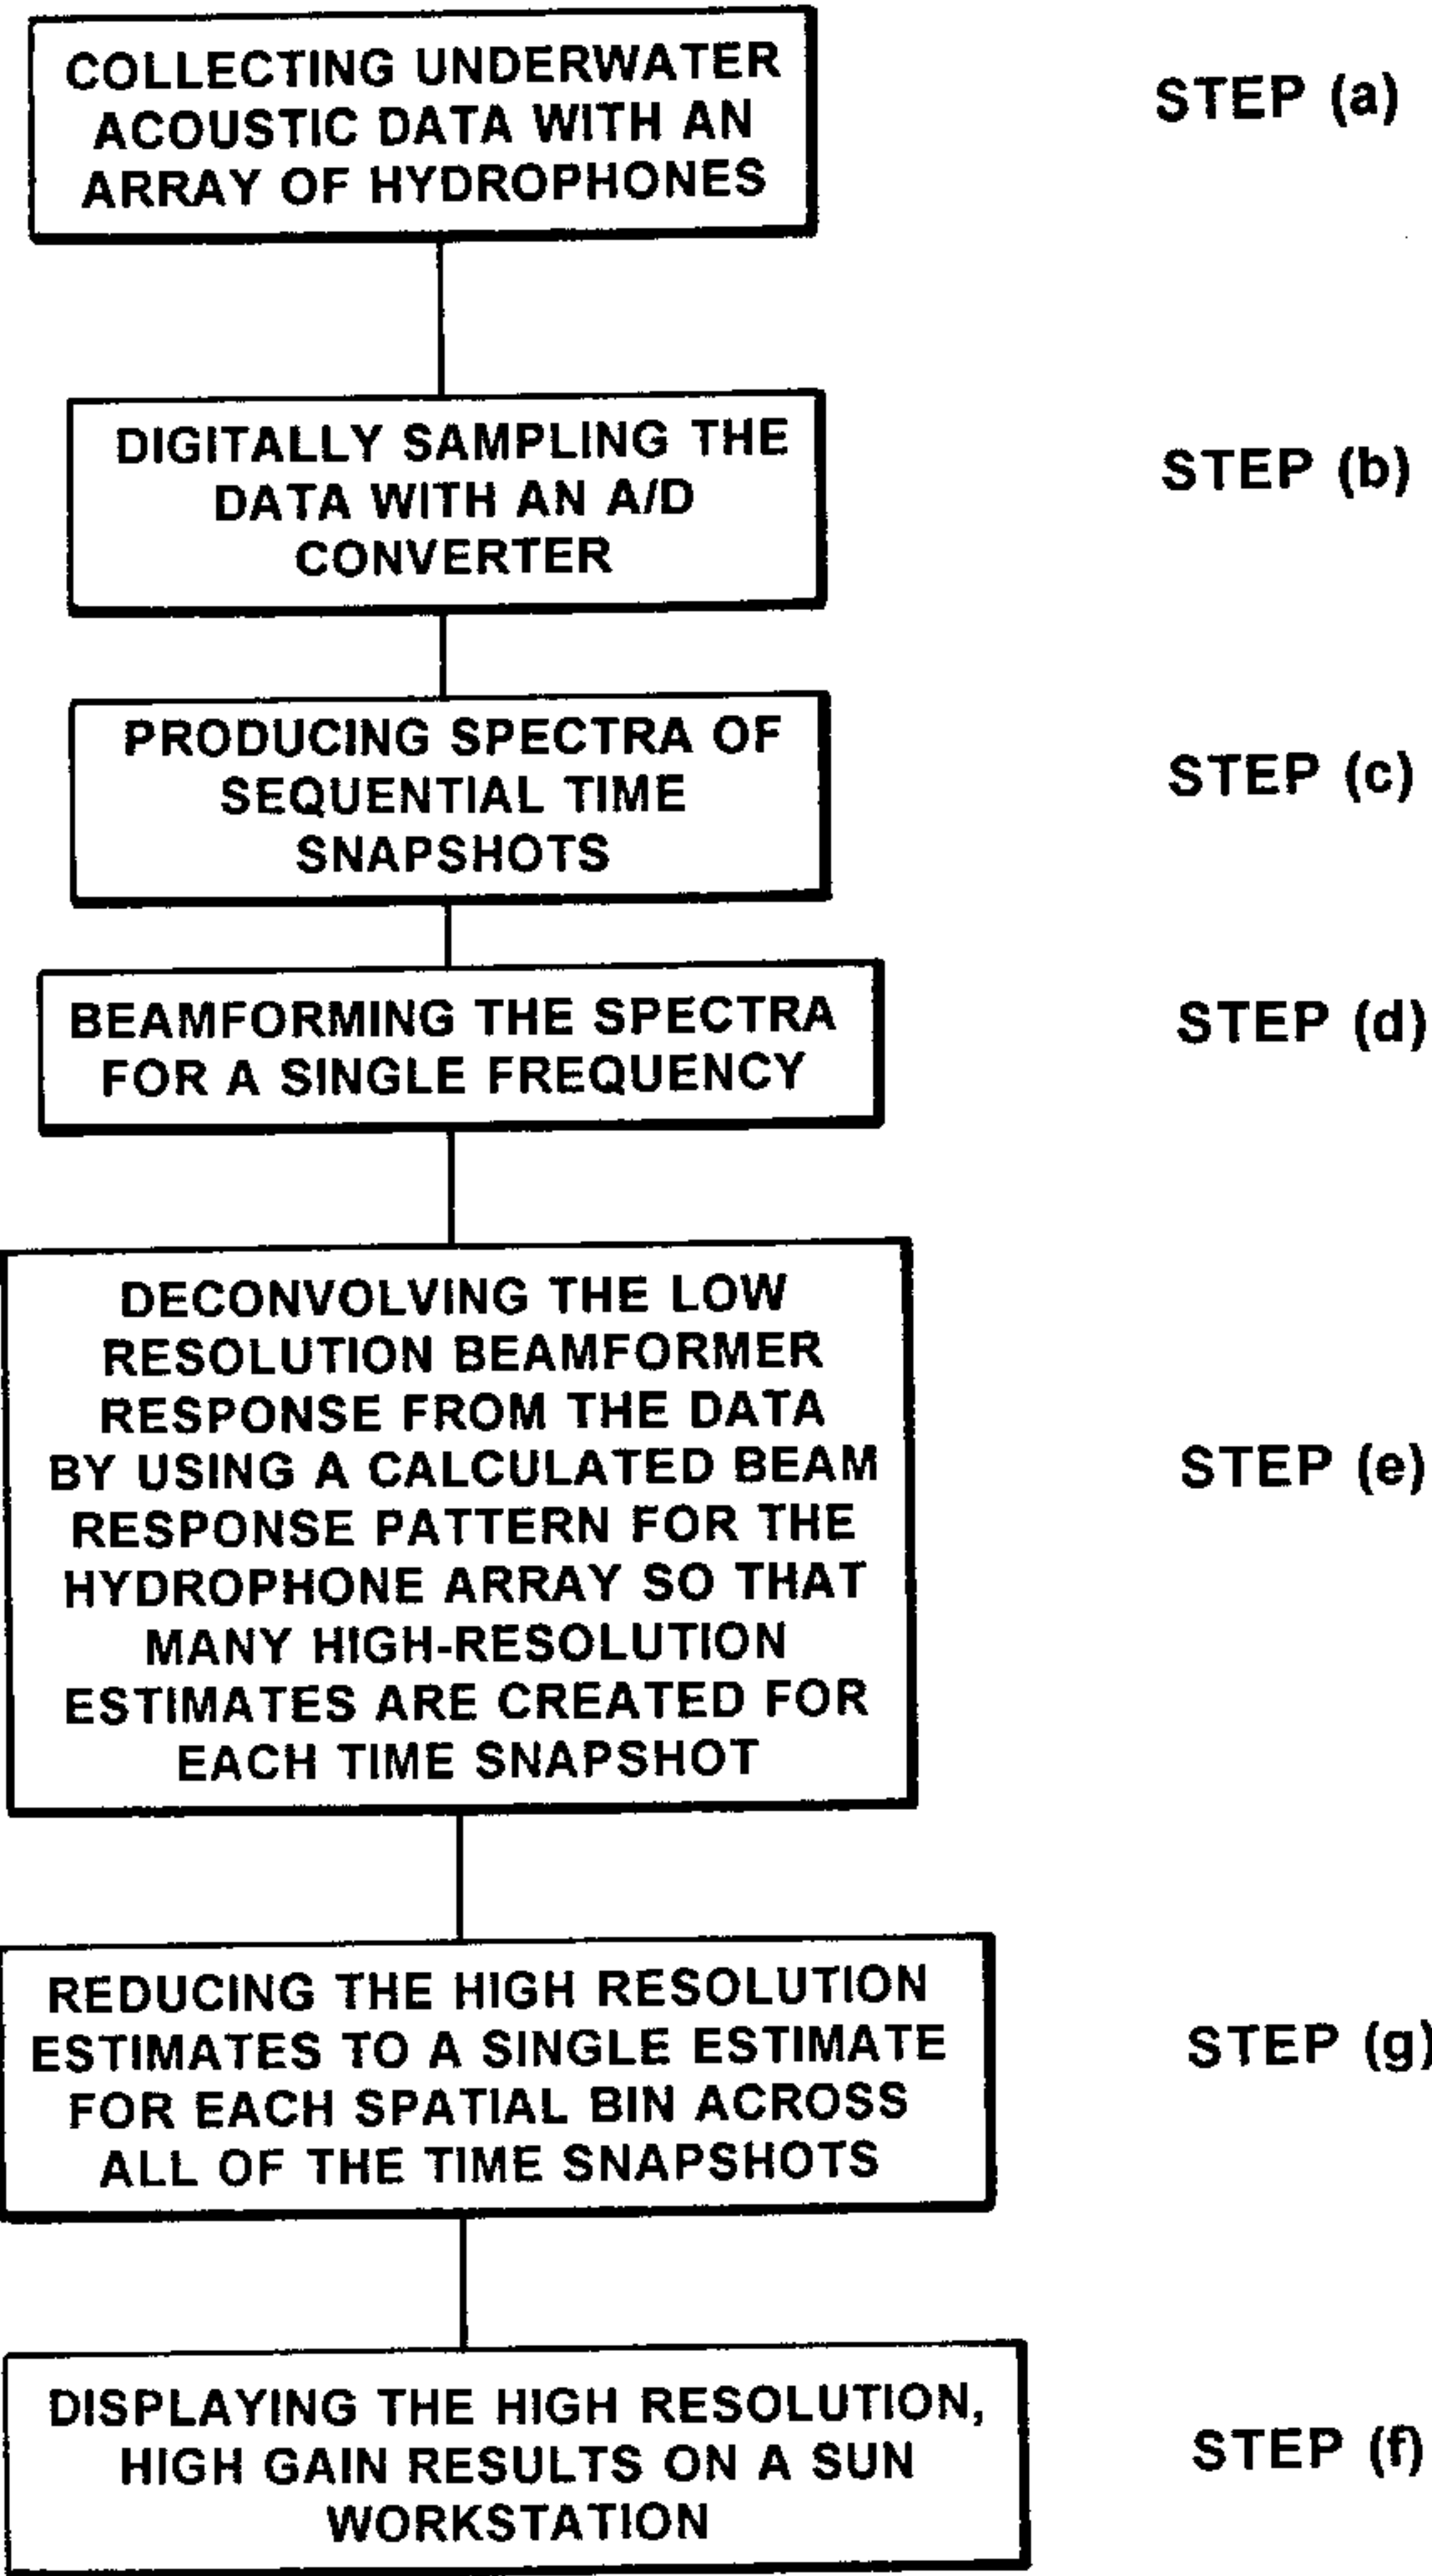 COLLECTING UNDERWATER
ACOUSTIC DATA WITH AN
ARRAY OF HYDROPHONES
STEP (a)
DIGITALLY SAMPLING THE
DATA WITH AN A/D
CONVERTER
STEP (b)
PRODUCING SPECTRA OF
SEQUENTIAL TIME
SNAPSHOTS
STEP (c)
BEAMFORMING THE SPECTRA
FOR A SINGLE FREQUENCY
STEP (d)
DECONVOLVING THE LOW
RESOLUTION BEAMFORMER
RESPONSE FROM THE DATA
BY USING A CALCULATED BEAM
RESPONSE PATTERN FOR THE
HYDROPHONE ARRAY SO THAT
MANY HIGH-RESOLUTION
ESTIMATES ARE CREATED FOR
EACH TIME SNAPSHOT
STEP (e)
REDUCING THE HIGH RESOLUTION
ESTIMATES TO A SINGLE ESTIMATE
FOR EACH SPATIAL BIN ACROSS
ALL OF THE TIME SNAPSHOTS
STEP (g)
DISPLAYING THE HIGH RESOLUTION,
HIGH GAIN RESULTS ON A SUN
WORKSTATION
STEP (f)